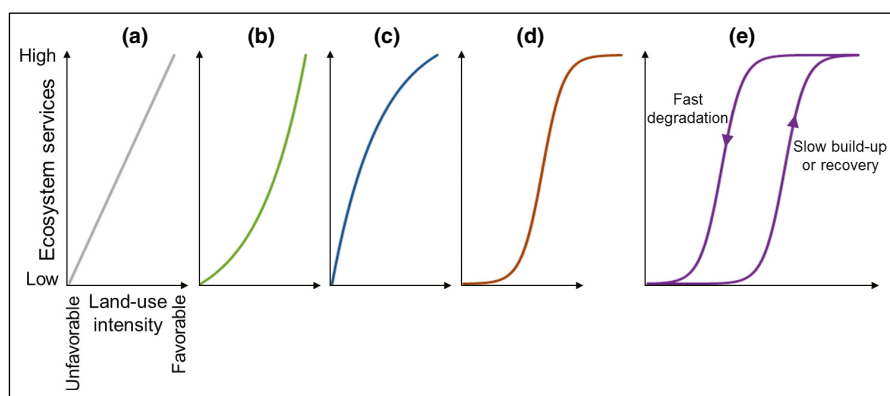 (a)
(b)
(c)
(d)
(e)
High
Ecosystem services
Low
Unfavorable
Land-use
intensity
Favorable
Fast
degradation
Slow build-up
or recovery